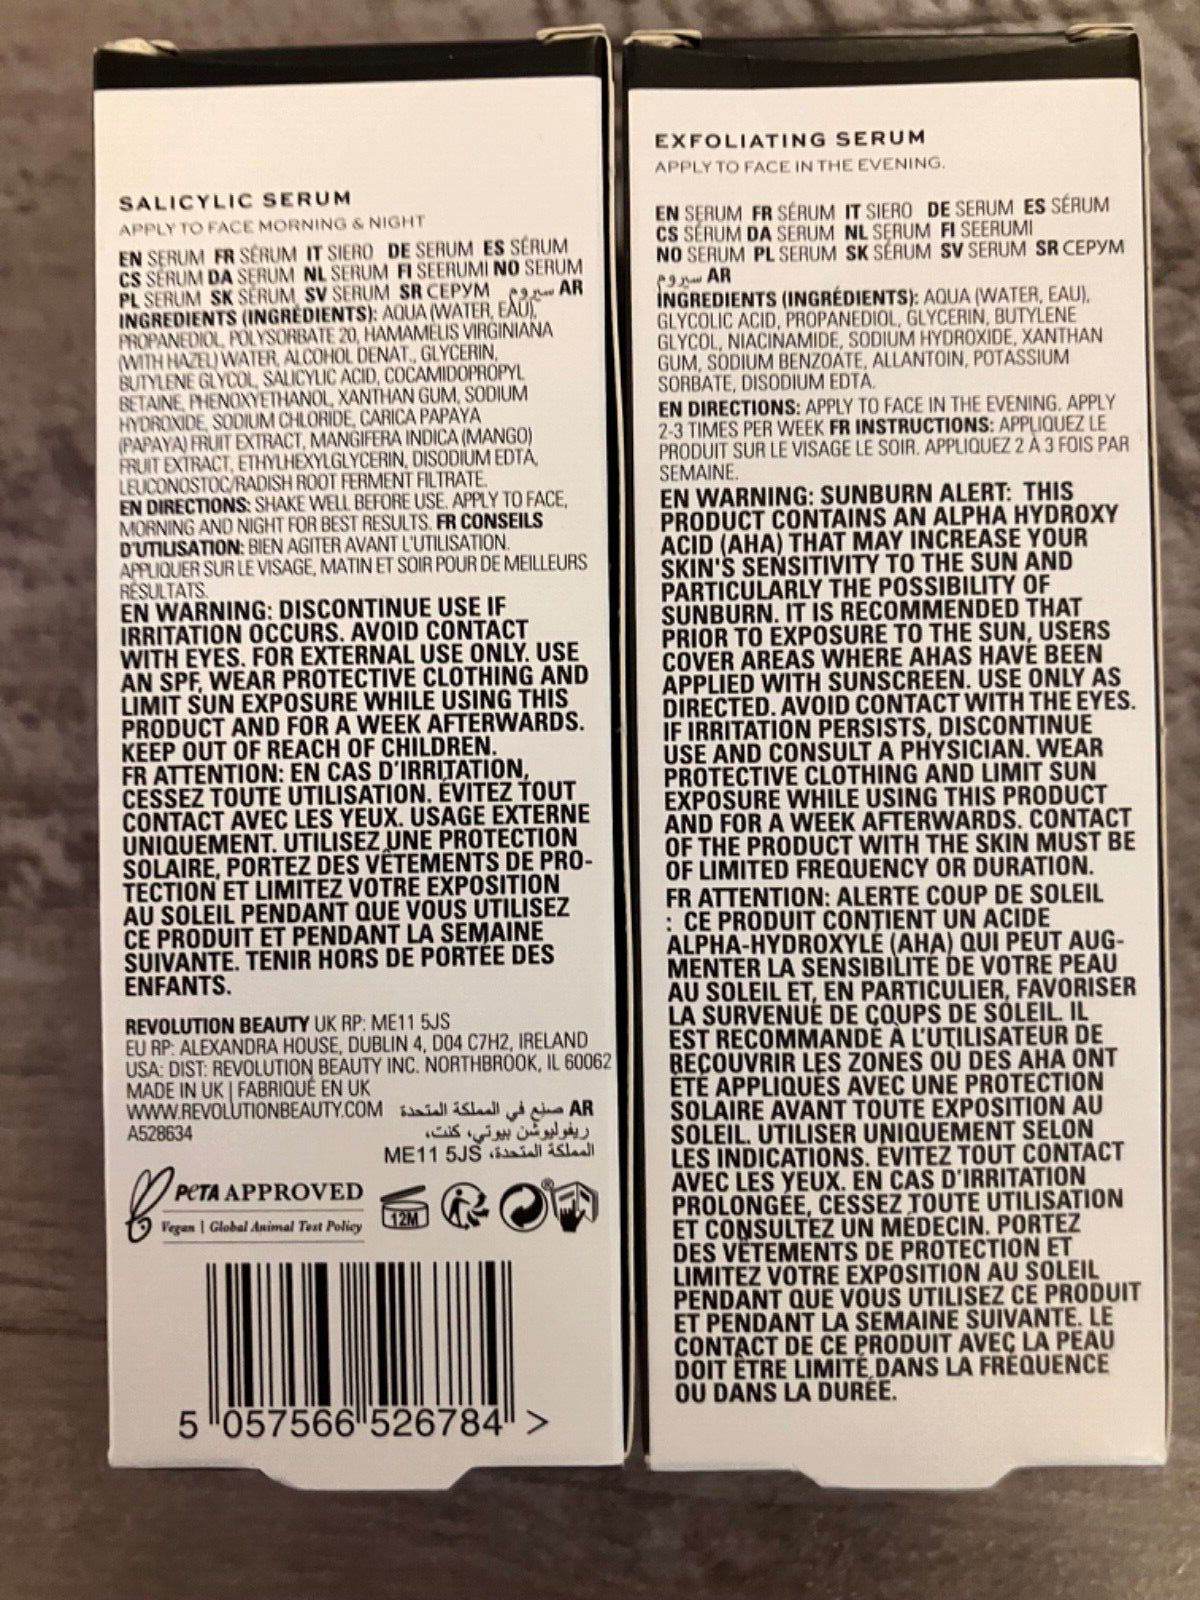 SALICYLIC SERUM
APPLY TO FACE MORNING & NIGHT
EN SERUM FR SÉRUM IT SIERO DE SERUM ES SÉRUM
CS SÉRUM DA SERUM NL SERUM FI SEERUMI NO SERUM
PL SERUM SK SÉRUM SV SERUM SR СЕРУМ سيروم AR
INGREDIENTS (INGRÉDIENTS): AQUA (WATER, EAU),
PROPANEDIOL, POLYSORBATE 20, HAMAMELIS VIRGINIANA
(WITH HAZEL) WATER, ALCOHOL DENAT., GLYCERIN,
BUTYLENE GLYCOL, SALICYLIC ACID, COCAMIDOPROPYL
BETAINE, PHENOXYETHANOL, XANTHAN GUM, SODIUM
HYDROXIDE, SODIUM CHLORIDE, CARICA PAPAYA
(PAPAYA) FRUIT EXTRACT, MANGIFERA INDICA (MANGO)
FRUIT EXTRACT, ETHYLHEXYLGLYCERIN, DISODIUM EDTA,
LEUCONOSTOC/RADISH ROOT FERMENT FILTRATE.
EN DIRECTIONS: SHAKE WELL BEFORE USE. APPLY TO FACE,
MORNING AND NIGHT FOR BEST RESULTS. FR CONSEILS
D'UTILISATION: BIEN AGITER AVANT L'UTILISATION.
APPLIQUER SUR LE VISAGE, MATIN ET SOIR POUR DE MEILLEURS
RÉSULTATS.
EN WARNING: DISCONTINUE USE IF
IRRITATION OCCURS. AVOID CONTACT
WITH EYES. FOR EXTERNAL USE ONLY. USE
AN SPF, WEAR PROTECTIVE CLOTHING AND
LIMIT SUN EXPOSURE WHILE USING THIS
PRODUCT AND FOR A WEEK AFTERWARDS.
KEEP OUT OF REACH OF CHILDREN.
FR ATTENTION: EN CAS D'IRRITATION,
CESSEZ TOUTE UTILISATION. ÉVITEZ TOUT
CONTACT AVEC LES YEUX. USAGE EXTERNE
UNIQUEMENT. UTILISEZ UNE PROTECTION
SOLAIRE, PORTEZ DES VÊTEMENTS DE PRO-
TECTION ET LIMITEZ VOTRE EXPOSITION
AU SOLEIL PENDANT QUE VOUS UTILISEZ
CE PRODUIT ET PENDANT LA SEMAINE
SUIVANTE. TENIR HORS DE PORTÉE DES
ENFANTS.
REVOLUTION BEAUTY UK RP: ME11 5JS
EU RP: ALEXANDRA HOUSE, DUBLIN 4, D04 C7H2, IRELAND
USA: DIST: REVOLUTION BEAUTY INC. NORTHBROOK, IL 60062
MADE IN UK | FABRIQUÉ EN UK
WWW.REVOLUTIONBEAUTY.COM AR صنع في المملكة المتحدة
A528634 ريفوليوشن بيوتي، كنت،
المملكة المتحدة، ME11 5JS
PETA APPROVED
Vegan | Global Animal Test Policy
12M
®
5 057566 526784 >
EXFOLIATING SERUM
APPLY TO FACE IN THE EVENING.
EN SERUM FR SÉRUM IT SIERO DE SERUM ES SÉRUM
CS SÉRUM DA SERUM NL SERUM FI SEERUMI
NO SERUM PL SERUM SK SÉRUM SV SERUM SR СЕРУМ
سيروم AR
INGREDIENTS (INGRÉDIENTS): AQUA (WATER, EAU),
GLYCOLIC ACID, PROPANEDIOL, GLYCERIN, BUTYLENE
GLYCOL, NIACINAMIDE, SODIUM HYDROXIDE, XANTHAN
GUM, SODIUM BENZOATE, ALLANTOIN, POTASSIUM
SORBATE, DISODIUM EDTA.
EN DIRECTIONS: APPLY TO FACE IN THE EVENING. APPLY
2-3 TIMES PER WEEK FR INSTRUCTIONS: APPLIQUEZ LE
PRODUIT SUR LE VISAGE LE SOIR. APPLIQUEZ 2 À 3 FOIS PAR
SEMAINE.
EN WARNING: SUNBURN ALERT: THIS
PRODUCT CONTAINS AN ALPHA HYDROXY
ACID (AHA) THAT MAY INCREASE YOUR
SKIN'S SENSITIVITY TO THE SUN AND
PARTICULARLY THE POSSIBILITY OF
SUNBURN. IT IS RECOMMENDED THAT
PRIOR TO EXPOSURE TO THE SUN, USERS
COVER AREAS WHERE AHAS HAVE BEEN
APPLIED WITH SUNSCREEN. USE ONLY AS
DIRECTED. AVOID CONTACT WITH THE EYES.
IF IRRITATION PERSISTS, DISCONTINUE
USE AND CONSULT A PHYSICIAN. WEAR
PROTECTIVE CLOTHING AND LIMIT SUN
EXPOSURE WHILE USING THIS PRODUCT
AND FOR A WEEK AFTERWARDS. CONTACT
OF THE PRODUCT WITH THE SKIN MUST BE
OF LIMITED FREQUENCY OR DURATION.
FR ATTENTION: ALERTE COUP DE SOLEIL
: CE PRODUIT CONTIENT UN ACIDE
ALPHA-HYDROXYLÉ (AHA) QUI PEUT AUG-
MENTER LA SENSIBILITÉ DE VOTRE PEAU
AU SOLEIL ET, EN PARTICULIER, FAVORISER
LA SURVENUE DE COUPS DE SOLEIL. IL
EST RECOMMANDÉ À L'UTILISATEUR DE
RECOUVRIR LES ZONES OÙ DES AHA ONT
ÉTÉ APPLIQUÉS AVEC UNE PROTECTION
SOLAIRE AVANT TOUTE EXPOSITION AU
SOLEIL. UTILISER UNIQUEMENT SELON
LES INDICATIONS. ÉVITEZ TOUT CONTACT
AVEC LES YEUX. EN CAS D'IRRITATION
PROLONGÉE, CESSEZ TOUTE UTILISATION
ET CONSULTEZ UN MÉDECIN. PORTEZ
DES VÊTEMENTS DE PROTECTION ET
LIMITEZ VOTRE EXPOSITION AU SOLEIL
PENDANT QUE VOUS UTILISEZ CE PRODUIT
ET PENDANT LA SEMAINE SUIVANTE. LE
CONTACT DE CE PRODUIT AVEC LA PEAU
DOIT ÊTRE LIMITÉ DANS LA FRÉQUENCE
OU DANS LA DURÉE.